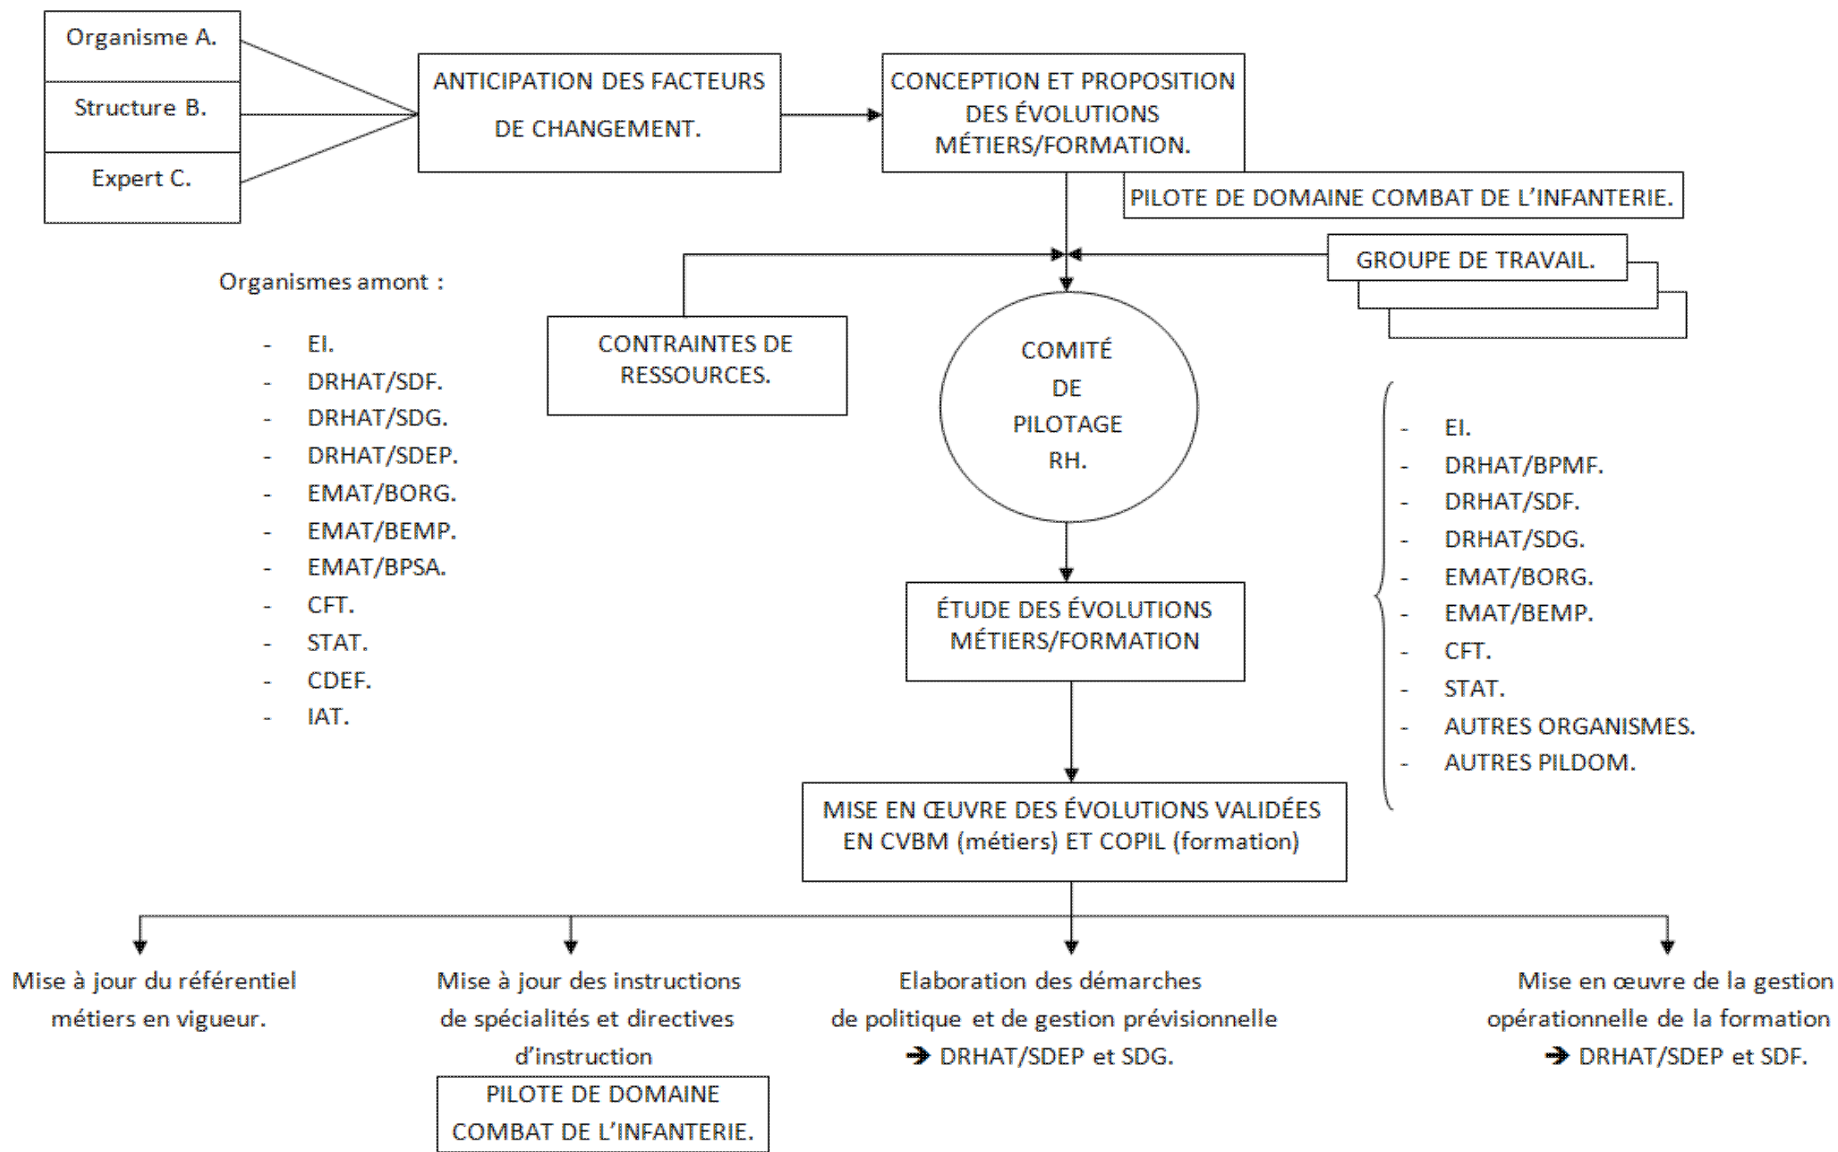 Organisme A.
Structure B.
Expert C.
ANTICIPATION DES FACTEURS
DE CHANGEMENT.
CONCEPTION ET PROPOSITION
DES ÉVOLUTIONS
MÉTIERS/FORMATION.
PILOTE DE DOMAINE COMBAT DE L’INFANTERIE.
GROUPE DE TRAVAIL.
Organismes amont :
- EI.
- DRHAT/SDF.
- DRHAT/SDG.
- DRHAT/SDEP.
- EMAT/BORG.
- EMAT/BEMP.
- EMAT/BPSA.
- CFT.
- STAT.
- CDEF.
- IAT.
CONTRAINTES DE
RESSOURCES.
COMITÉ
DE
PILOTAGE
RH.
- EI.
- DRHAT/BPMF.
- DRHAT/SDF.
- DRHAT/SDG.
- EMAT/BORG.
- EMAT/BEMP.
- CFT.
- STAT.
- AUTRES ORGANISMES.
- AUTRES PILDOM.
ÉTUDE DES ÉVOLUTIONS
MÉTIERS/FORMATION
MISE EN ŒUVRE DES ÉVOLUTIONS VALIDÉES
EN CVBM (métiers) ET COPIL (formation)
Mise à jour du référentiel
métiers en vigueur.
Mise à jour des instructions
de spécialités et directives
d’instruction
PILOTE DE DOMAINE
COMBAT DE L’INFANTERIE.
Elaboration des démarches
de politique et de gestion prévisionnelle
➔ DRHAT/SDEP et SDG.
Mise en œuvre de la gestion
opérationnelle de la formation
➔ DRHAT/SDEP et SDF.